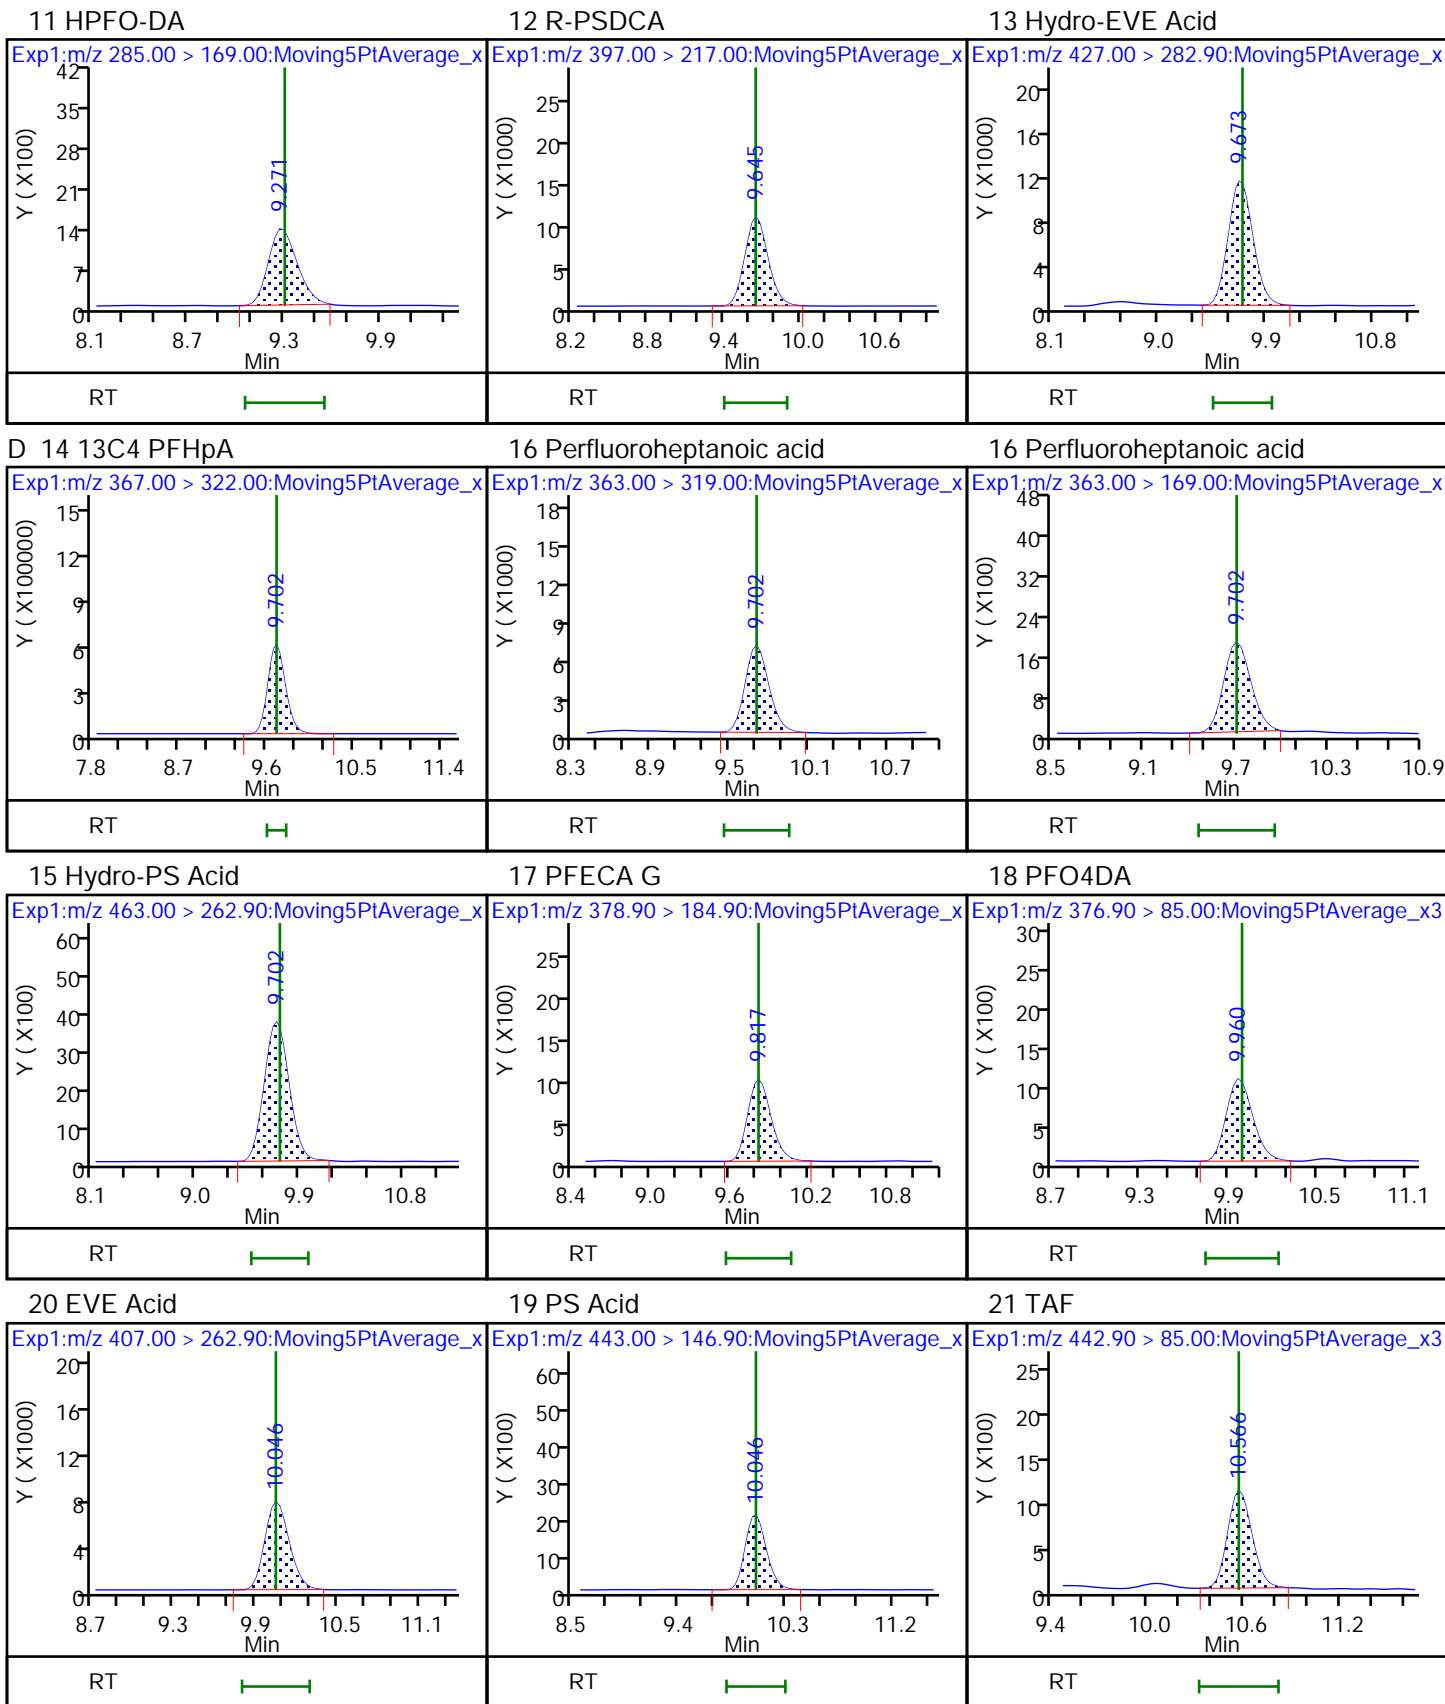 11 HPFO-DA
Exp1:m/z 285.00 > 169.00:Moving5PtAverage_x
Y ( X100)
42
35
28
21
14
7
0
9.271
8.1 8.7 9.3 9.9
Min
RT
12 R-PSDCA
Exp1:m/z 397.00 > 217.00:Moving5PtAverage_x
Y ( X1000)
25
20
15
10
5
0
9.645
8.2 8.8 9.4 10.0 10.6
Min
RT
13 Hydro-EVE Acid
Exp1:m/z 427.00 > 282.90:Moving5PtAverage_x
Y ( X1000)
20
16
12
8
4
0
9.673
8.1 9.0 9.9 10.8
Min
RT
D 14 13C4 PFHpA
Exp1:m/z 367.00 > 322.00:Moving5PtAverage_x
Y ( X100000)
15
12
9
6
3
0
9.702
7.8 8.7 9.6 10.5 11.4
Min
RT
16 Perfluoroheptanoic acid
Exp1:m/z 363.00 > 319.00:Moving5PtAverage_x
Y ( X1000)
18
15
12
9
6
3
0
9.702
8.3 8.9 9.5 10.1 10.7
Min
RT
16 Perfluoroheptanoic acid
Exp1:m/z 363.00 > 169.00:Moving5PtAverage_x
Y ( X100)
48
40
32
24
16
8
0
9.702
8.5 9.1 9.7 10.3 10.9
Min
RT
15 Hydro-PS Acid
Exp1:m/z 463.00 > 262.90:Moving5PtAverage_x
Y ( X100)
60
50
40
30
20
10
0
9.702
8.1 9.0 9.9 10.8
Min
RT
17 PFECA G
Exp1:m/z 378.90 > 184.90:Moving5PtAverage_x
Y ( X100)
25
20
15
10
5
0
9.817
8.4 9.0 9.6 10.2 10.8
Min
RT
18 PFO4DA
Exp1:m/z 376.90 > 85.00:Moving5PtAverage_x3
Y ( X100)
30
25
20
15
10
5
0
9.960
8.7 9.3 9.9 10.5 11.1
Min
RT
20 EVE Acid
Exp1:m/z 407.00 > 262.90:Moving5PtAverage_x
Y ( X1000)
20
16
12
8
4
0
10.046
8.7 9.3 9.9 10.5 11.1
Min
RT
19 PS Acid
Exp1:m/z 443.00 > 146.90:Moving5PtAverage_x
Y ( X100)
60
50
40
30
20
10
0
10.046
8.5 9.4 10.3 11.2
Min
RT
21 TAF
Exp1:m/z 442.90 > 85.00:Moving5PtAverage_x3
Y ( X100)
25
20
15
10
5
0
10.566
9.4 10.0 10.6 11.2
Min
RT